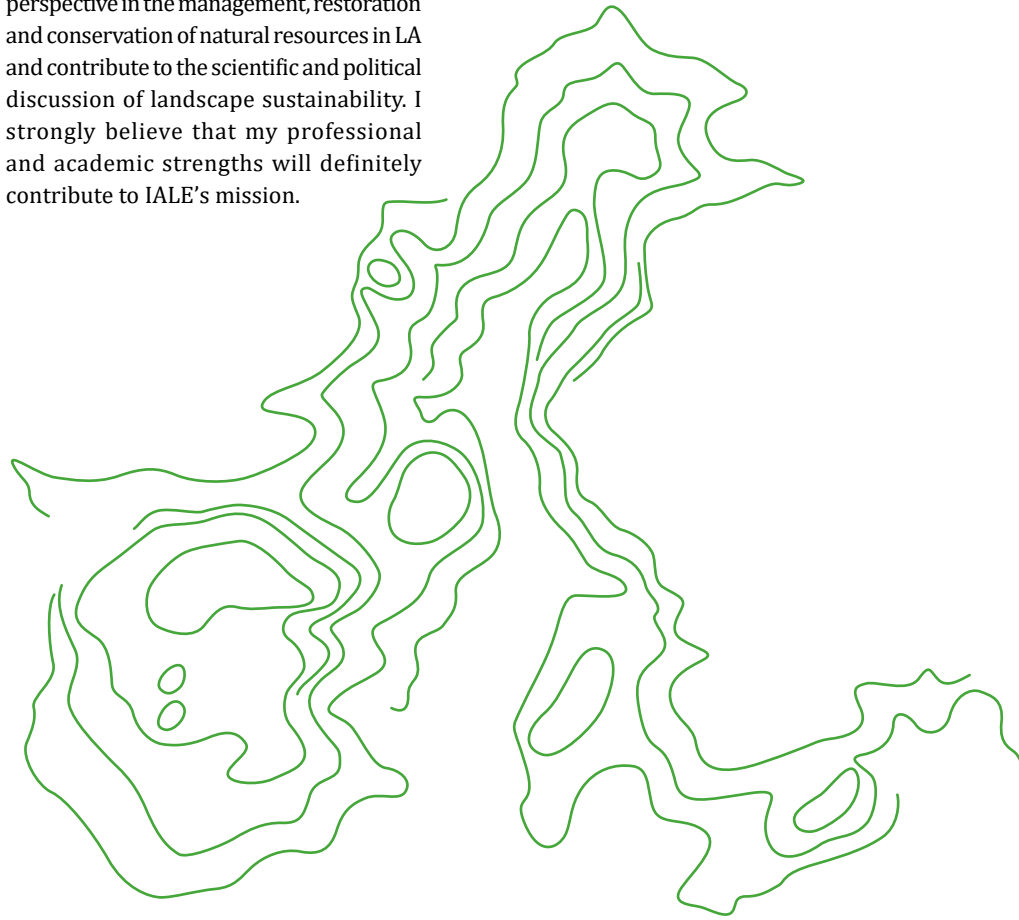 perspective in the management, restoration
and conservation of natural resources in LA
and contribute to the scientific and political
discussion of landscape sustainability. I
strongly believe that my professional
and academic strengths will definitely
contribute to IALE’s mission.